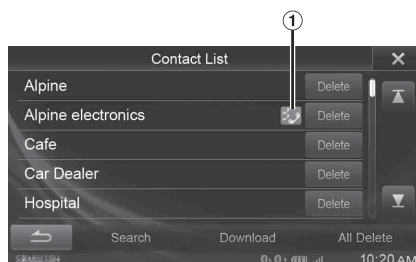 ①
Contact List
Alpine Delete
Alpine electronics Delete
Cafe Delete
Car Dealer Delete
Hospital Delete
Search Download All Delete
10:20 AM